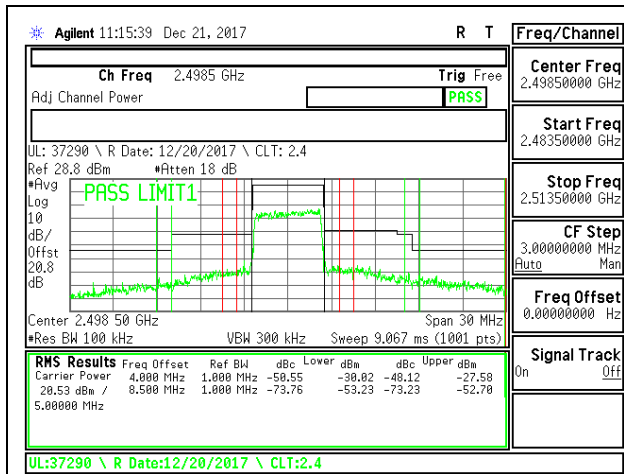 Agilent 11:15:39 Dec 21, 2017 R T
Ch Freq 2.4985 GHz Trig Free
Adj Channel Power PASS
UL: 37290 \ R Date: 12/20/2017 \ CLT: 2.4
Ref 28.8 dBm #Atten 18 dB
#Avg
Log
10
dB/
Offst
20.8
dB
PASS LIMIT1
Center 2.498 50 GHz Span 30 MHz
#Res BW 100 kHz VBW 300 kHz Sweep 9.067 ms (1001 pts)
RMS Results Freq Offset Ref BW dBc Lower dBm dBc Upper dBm
Carrier Power 4.000 MHz 1.000 MHz -50.55 -30.02 -48.12 -27.58
20.53 dBm / 8.500 MHz 1.000 MHz -73.76 -53.23 -73.23 -52.70
5.00000 MHz
UL:37290 \ R Date:12/20/2017 \ CLT:2.4
Freq/Channel
Center Freq
2.49850000 GHz
Start Freq
2.48350000 GHz
Stop Freq
2.51350000 GHz
CF Step
3.00000000 MHz
Auto Man
Freq Offset
0.00000000 Hz
Signal Track
On Off